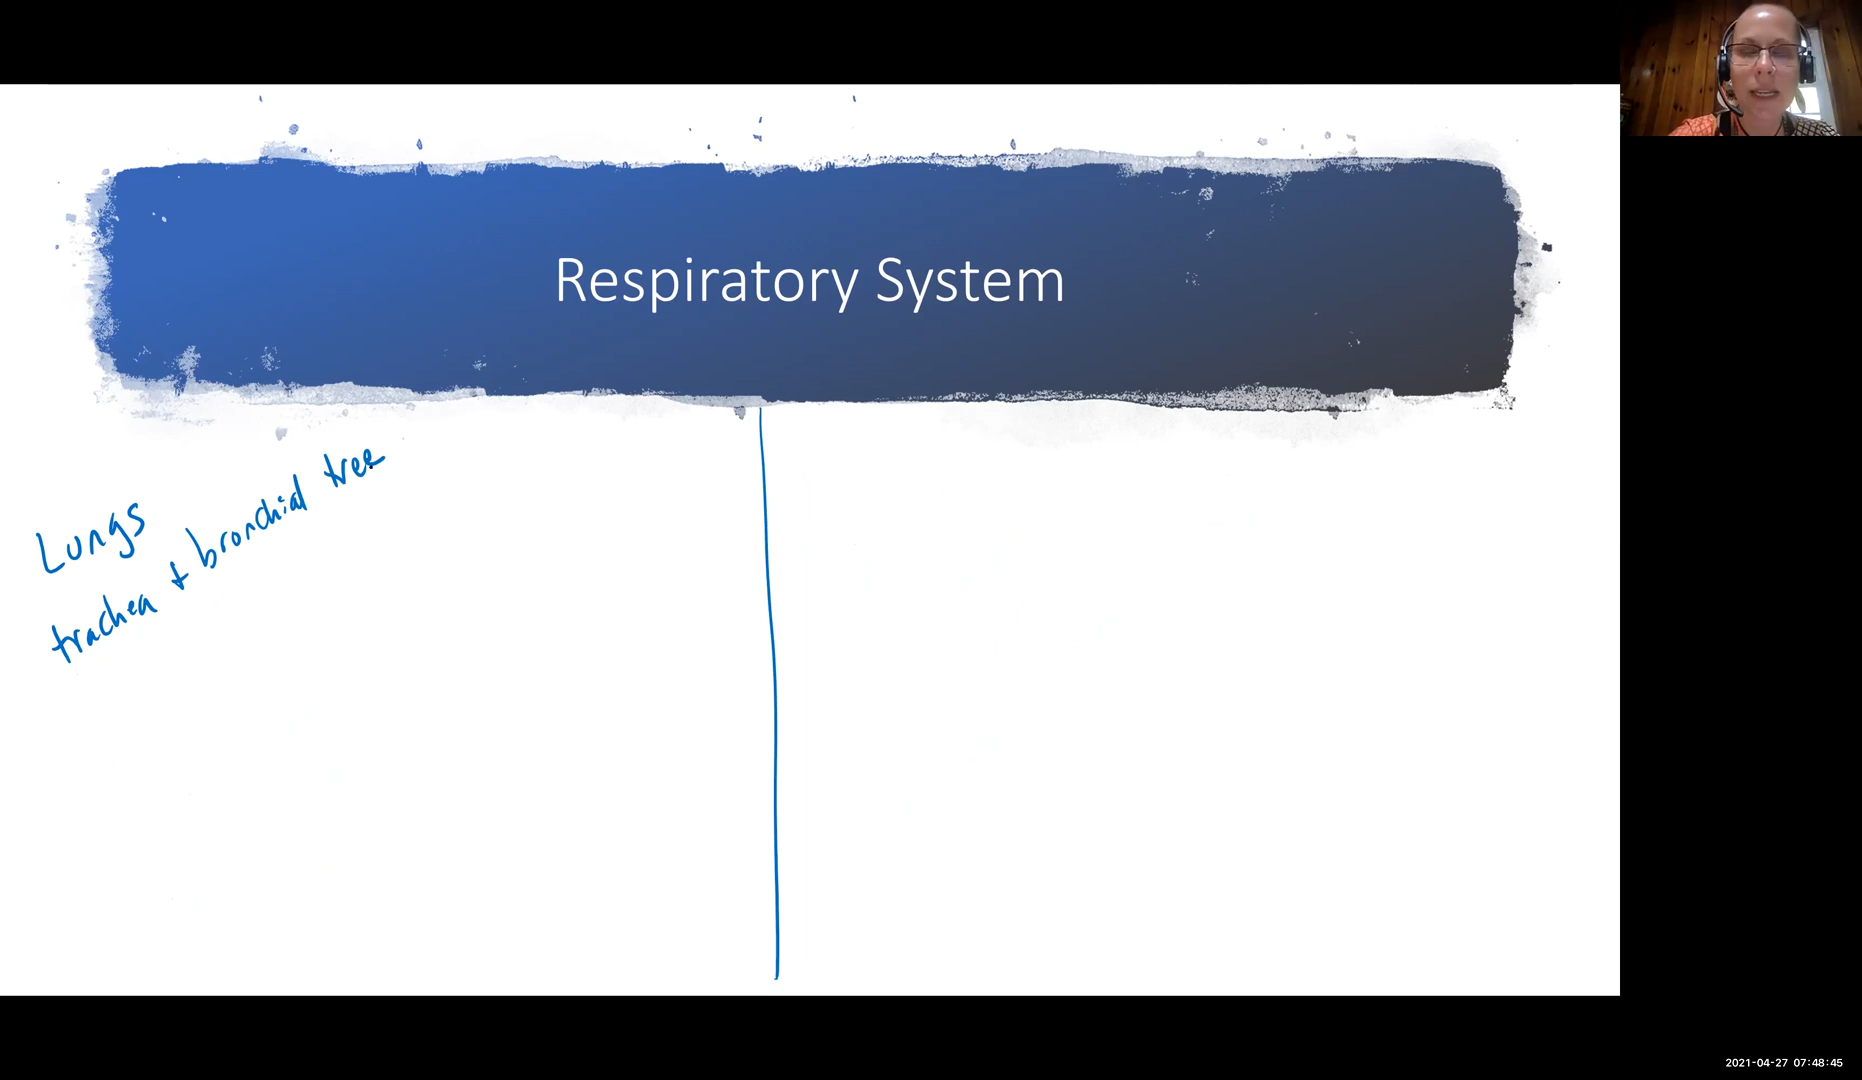 Respiratory System
Lungs
trachea + bronchial tree
2021-04-27 07:48:45